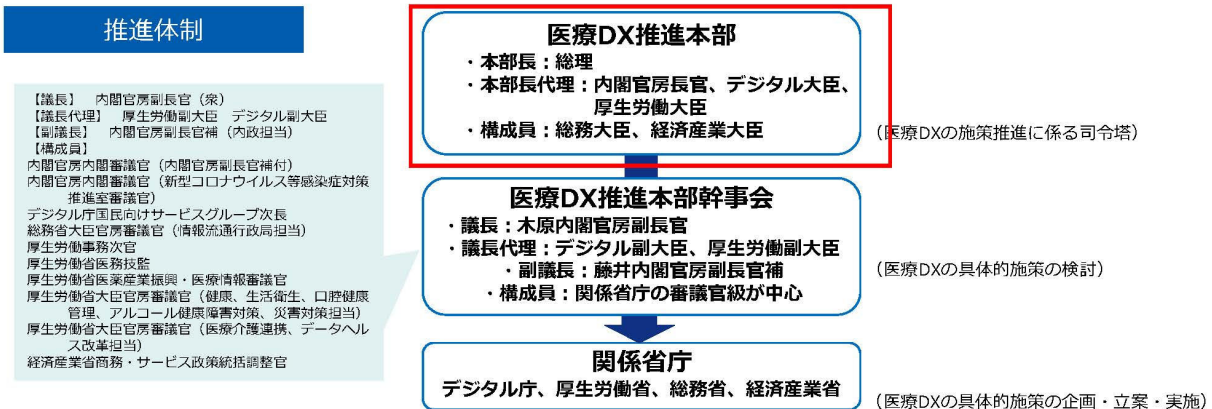 推進体制
【議長】 内閣官房副長官（衆）
【議長代理】 厚生労働副大臣 デジタル副大臣
【副議長】 内閣官房副長官補（内政担当）
【構成員】
内閣官房内閣審議官（内閣官房副長官補付）
内閣官房内閣審議官（新型コロナウイルス等感染症対策
推進室審議官）
デジタル庁国民向けサービスグループ次長
総務省大臣官房審議官（情報流通行政局担当）
厚生労働事務次官
厚生労働省医務技監
厚生労働省医薬産業振興・医療情報審議官
厚生労働省大臣官房審議官（健康、生活衛生、口腔健康
管理、アルコール健康障害対策、災害対策担当）
厚生労働省大臣官房審議官（医療介護連携、データヘル
ス改革担当）
経済産業省商務・サービス政策統括調整官
医療DX推進本部
・本部長：総理
・本部長代理：内閣官房長官、デジタル大臣、
厚生労働大臣
・構成員：総務大臣、経済産業大臣
（医療DXの施策推進に係る司令塔）
医療DX推進本部幹事会
・議長：木原内閣官房副長官
・議長代理：デジタル副大臣、厚生労働副大臣
・副議長：藤井内閣官房副長官補
・構成員：関係省庁の審議官級が中心
（医療DXの具体的施策の検討）
関係省庁
デジタル庁、厚生労働省、総務省、経済産業省
（医療DXの具体的施策の企画・立案・実施）